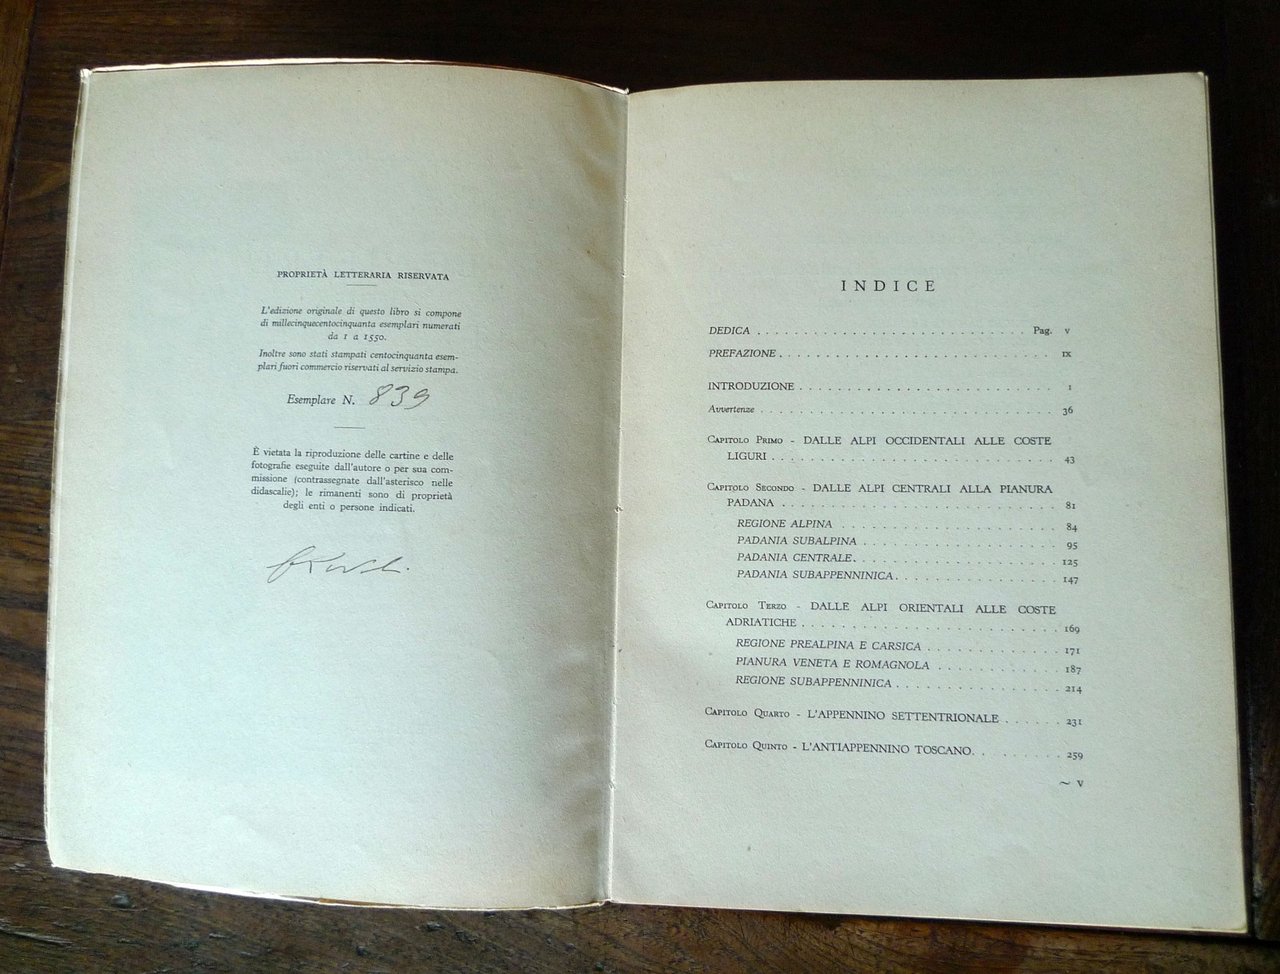 PROPRIETÀ LETTERARIA RISERVATA
L'edizione originale di questo libro si compone
di millecinquecentocinquanta esemplari numerati
da 1 a 1550.
Inoltre sono stati stampati centocinquanta esem-
plari fuori commercio riservati al servizio stampa.
Esemplare N. 839
È vietata la riproduzione delle cartine e delle
fotografie eseguite dall'autore o per sua com-
missione (contrassegnate dall'asterisco nelle
didascalie); le rimanenti sono di proprietà
degli enti o persone indicati.
INDICE
DEDICA . . . . . . . . . . . . . . . . . . . . . . . . . . . Pag. V
PREFAZIONE . . . . . . . . . . . . . . . . . . . . . . . . . . . IX
INTRODUZIONE . . . . . . . . . . . . . . . . . . . . . . . . . . 1
Avvertenze . . . . . . . . . . . . . . . . . . . . . . . . . . . 36
Capitolo Primo - DALLE ALPI OCCIDENTALI ALLE COSTE
LIGURI . . . . . . . . . . . . . . . . . . . . . . . . . . . 43
Capitolo Secondo - DALLE ALPI CENTRALI ALLA PIANURA
PADANA . . . . . . . . . . . . . . . . . . . . . . . . . . . 81
REGIONE ALPINA . . . . . . . . . . . . . . . . . . . . . 84
PADANIA SUBALPINA . . . . . . . . . . . . . . . . . . . 95
PADANIA CENTRALE . . . . . . . . . . . . . . . . . . . 125
PADANIA SUBAPPENNINICA . . . . . . . . . . . . . . . . 147
Capitolo Terzo - DALLE ALPI ORIENTALI ALLE COSTE
ADRIATICHE . . . . . . . . . . . . . . . . . . . . . . . . 169
REGIONE PREALPINA E CARSICA . . . . . . . . . . . . . 171
PIANURA VENETA E ROMAGNOLA . . . . . . . . . . . . . 187
REGIONE SUBAPPENNINICA . . . . . . . . . . . . . . . . 214
Capitolo Quarto - L'APPENNINO SETTENTRIONALE . . . . . . 231
Capitolo Quinto - L'ANTIAPPENNINO TOSCANO . . . . . . . . 259
~ V